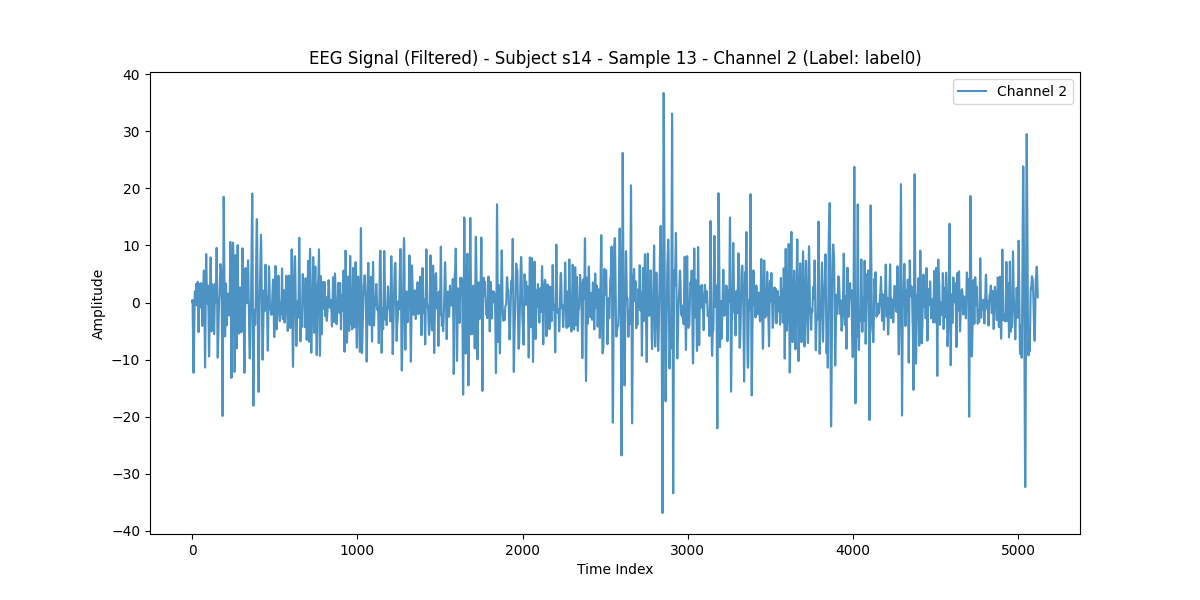 EEG Signal (Filtered) - Subject s14 - Sample 13 - Channel 2 (Label: label0)
Channel 2
40
30
20
10
0
−10
−20
−30
−40
Amplitude
0 1000 2000 3000 4000 5000
Time Index